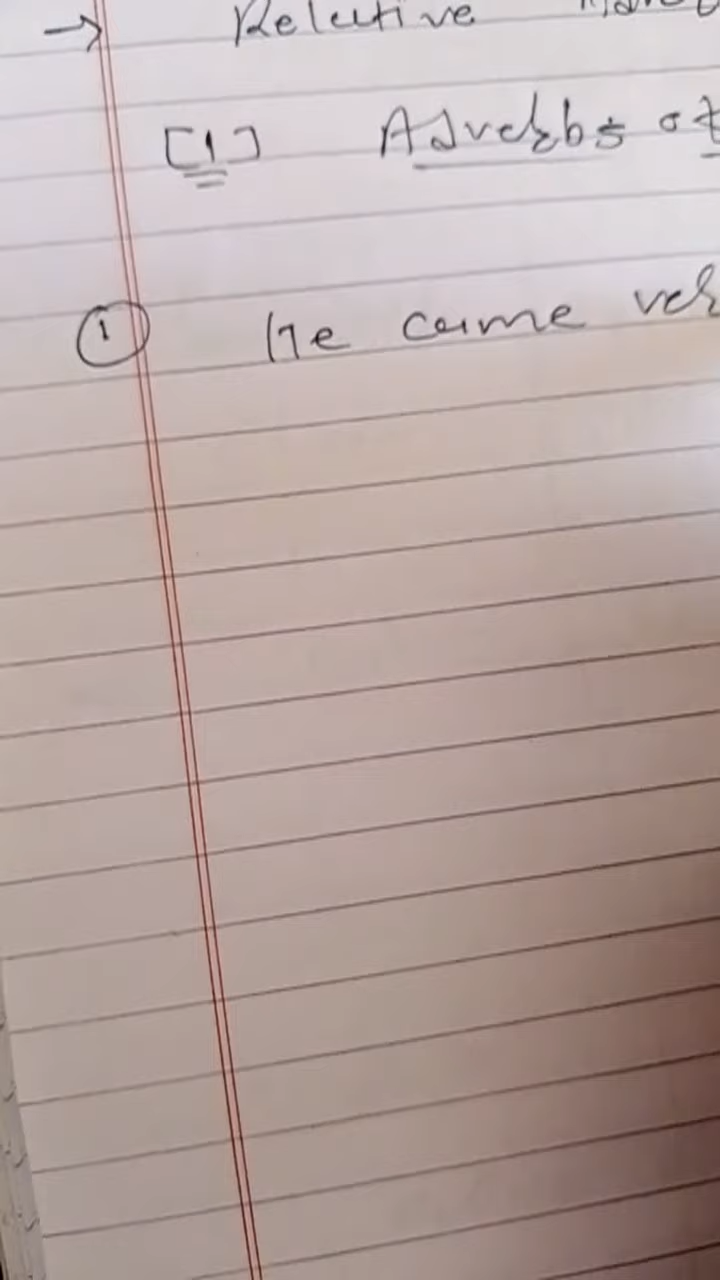 → Relative
[1] Adverbs of
① He came